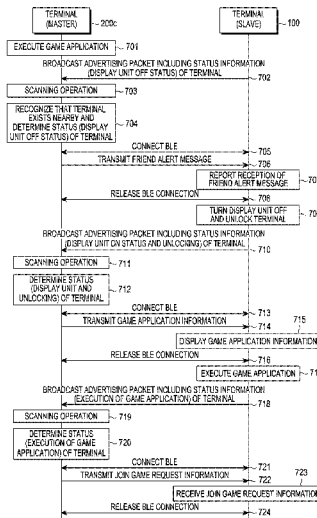 TERMINAL
(MASTER)
200c
TERMINAL
(SLAVE)
100
EXECUTE GAME APPLICATION
701
BROADCAST ADVERTISING PACKET INCLUDING STATUS INFORMATION
(DISPLAY UNIT OFF STATUS) OF TERMINAL
702
SCANNING OPERATION
703
RECOGNIZE THAT TERMINAL
EXISTS NEARBY AND
DETERMINE STATUS (DISPLAY
UNIT OFF STATUS) OF TERMINAL
704
CONNECT BLE
705
TRANSMIT FRIEND ALERT MESSAGE
706
REPORT RECEPTION OF
FRIEND ALERT MESSAGE
RELEASE BLE CONNECTION
708
TURN DISPLAY UNIT OFF
AND UNLOCK TERMINAL
BROADCAST ADVERTISING PACKET INCLUDING STATUS INFORMATION
(DISPLAY UNIT ON STATUS AND UNLOCKING) OF TERMINAL
710
SCANNING OPERATION
711
DETERMINE STATUS
(DISPLAY UNIT AND
UNLOCKING) OF TERMINAL
712
CONNECT BLE
713
TRANSMIT GAME APPLICATION INFORMATION
714
715
DISPLAY GAME APPLICATION INFORMATION
RELEASE BLE CONNECTION
716
EXECUTE GAME APPLICATION
BROADCAST ADVERTISING PACKET INCLUDING STATUS INFORMATION
(EXECUTION OF GAME APPLICATION) OF TERMINAL
718
SCANNING OPERATION
719
DETERMINE STATUS
(EXECUTION OF GAME
APPLICATION) OF TERMINAL
720
CONNECT BLE
721
TRANSMIT JOIN GAME REQUEST INFORMATION
722
723
RECEIVE JOIN GAME REQUEST INFORMATION
RELEASE BLE CONNECTION
724